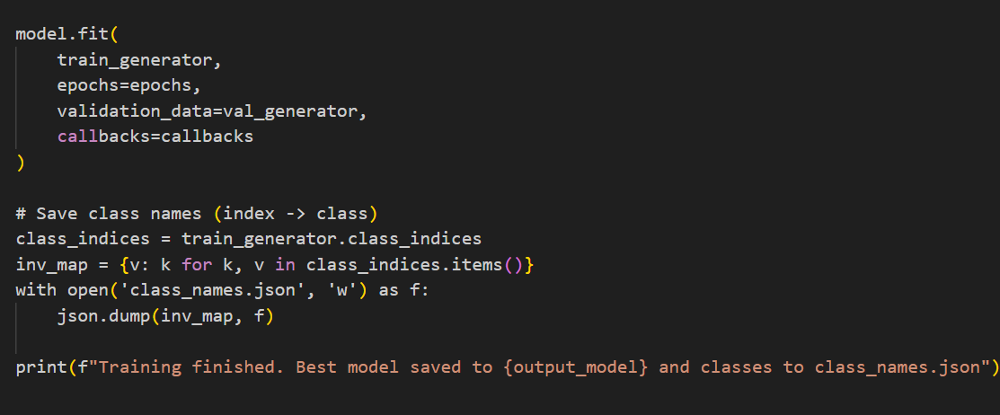 model.fit(
    train_generator,
    epochs=epochs,
    validation_data=val_generator,
    callbacks=callbacks
)
# Save class names (index -> class)
class_indices = train_generator.class_indices
inv_map = {v: k for k, v in class_indices.items()}
with open('class_names.json', 'w') as f:
    json.dump(inv_map, f)
print(f"Training finished. Best model saved to {output_model} and classes to class_names.json")